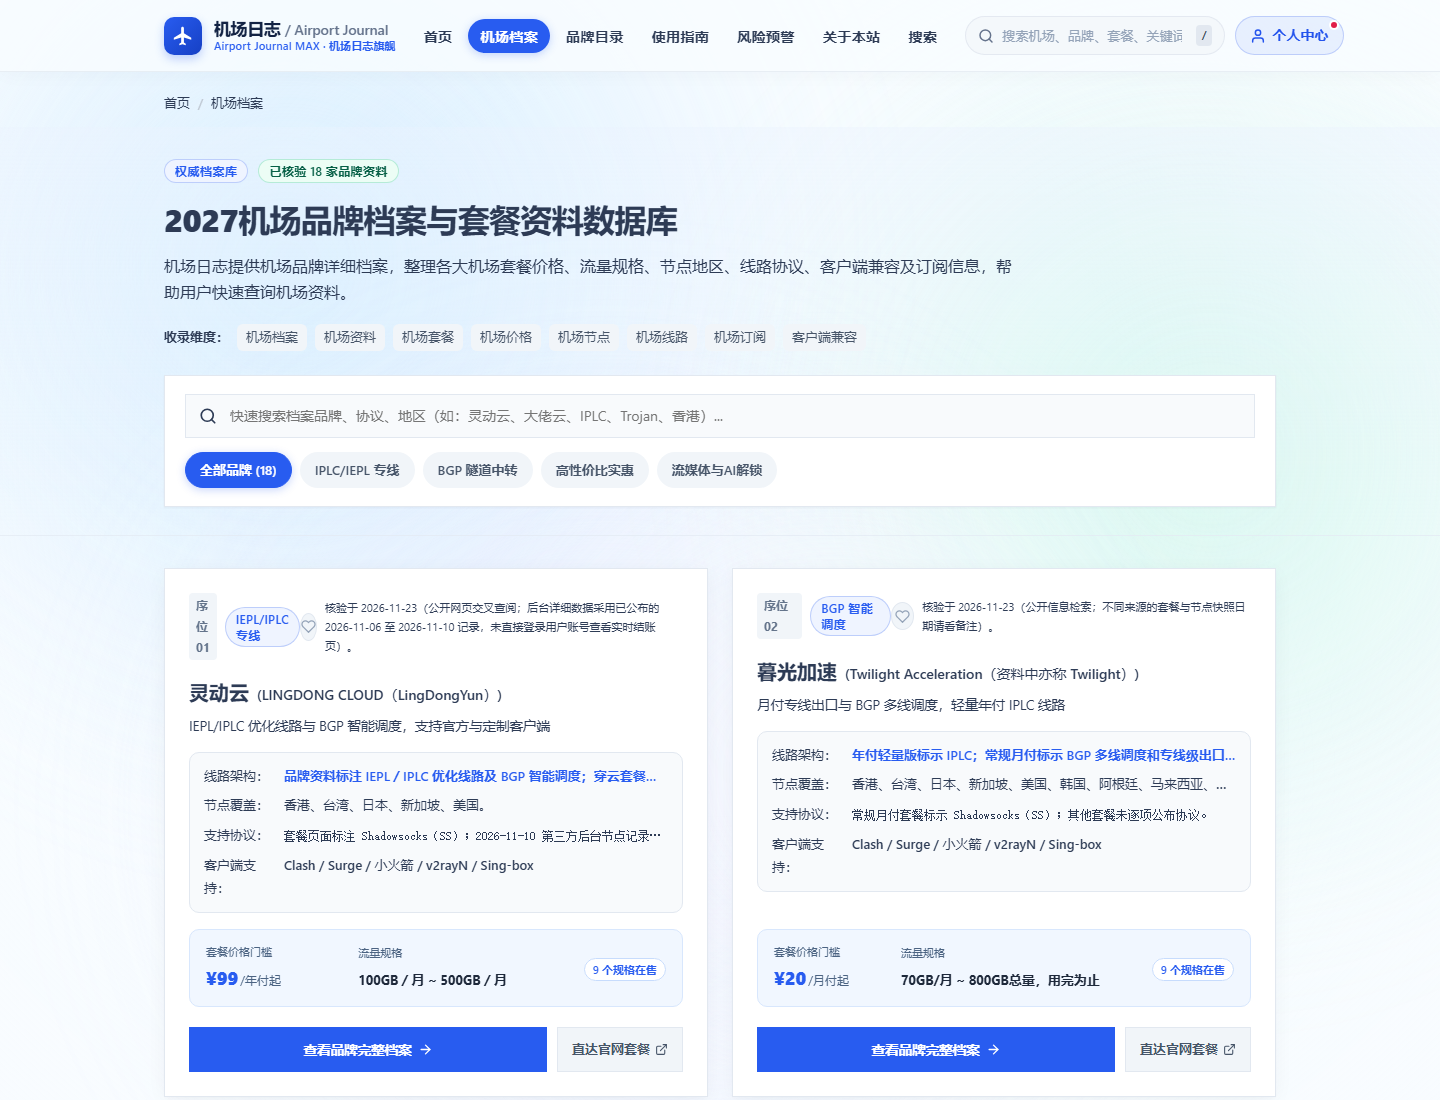 机场日志 / Airport Journal
Airport Journal MAX · 机场日志旗舰
首页 机场档案 品牌目录 使用指南 风险预警 关于本站 搜索
搜索机场、品牌、套餐、关键词 /
个人中心
首页 / 机场档案
权威档案库 已核验 18 家品牌资料
2027机场品牌档案与套餐资料数据库
机场日志提供机场品牌详细档案，整理各大机场套餐价格、流量规格、节点地区、线路协议、客户端兼容及订阅信息，帮
助用户快速查询机场资料。
收录维度： 机场档案 机场资料 机场套餐 机场价格 机场节点 机场线路 机场订阅 客户端兼容
快速搜索档案品牌、协议、地区（如：灵动云、大佬云、IPLC、Trojan、香港）...
全部品牌 (18) IPLC/IEPL 专线 BGP 隧道中转 高性价比实惠 流媒体与AI解锁
序
位
01
IEPL/IPLC
专线
核验于 2026-11-23（公开网页交叉查阅；后台详细数据采用已公布的
2026-11-06 至 2026-11-10 记录，未直接登录用户账号查看实时结账
页）。
灵动云 （LINGDONG CLOUD（LingDongYun））
IEPL/IPLC 优化线路与 BGP 智能调度，支持官方与定制客户端
线路架构： 品牌资料标注 IEPL / IPLC 优化线路及 BGP 智能调度；穿云套餐...
节点覆盖： 香港、台湾、日本、新加坡、美国。
支持协议： 套餐页面标注 Shadowsocks（SS）；2026-11-10 第三方后台节点记录…
客户端支
持：
Clash / Surge / 小火箭 / v2rayN / Sing-box
套餐价格门槛 流量规格
¥99/年付起 100GB / 月 ~ 500GB / 月
9 个规格在售
查看品牌完整档案 →
直达官网套餐
序位
02
BGP 智能
调度
核验于 2026-11-23（公开信息检索；不同来源的套餐与节点快照日
期请看备注）。
暮光加速 （Twilight Acceleration（资料中亦称 Twilight））
月付专线出口与 BGP 多线调度，轻量年付 IPLC 线路
线路架构： 年付轻量版标示 IPLC；常规月付标示 BGP 多线调度和专线级出口...
节点覆盖： 香港、台湾、日本、新加坡、美国、韩国、阿根廷、马来西亚、...
支持协议： 常规月付套餐标示 Shadowsocks（SS）；其他套餐未逐项公布协议。
客户端支
持：
Clash / Surge / 小火箭 / v2rayN / Sing-box
套餐价格门槛 流量规格
¥20/月付起 70GB/月 ~ 800GB总量，用完为止
9 个规格在售
查看品牌完整档案 →
直达官网套餐